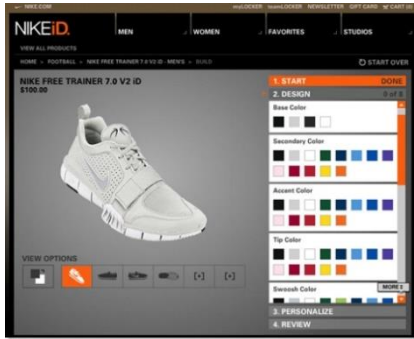 NIKE.COM
myLOCKER teamLOCKER NEWSLETTER GIFT CARD CART
NIKEiD.
MEN
WOMEN
FAVORITES
STUDIOS
VIEW ALL PRODUCTS
HOME FOOTBALL NIKE FREE TRAINER 7.0 V2 iD - MEN'S BUILD
START OVER
NIKE FREE TRAINER 7.0 V2 iD
$100.00
1. START DONE
2. DESIGN 0 of 8
Base Color
Secondary Color
Accent Color
Tip Color
Swoosh Color
MORE
VIEW OPTIONS
3. PERSONALIZE
4. REVIEW